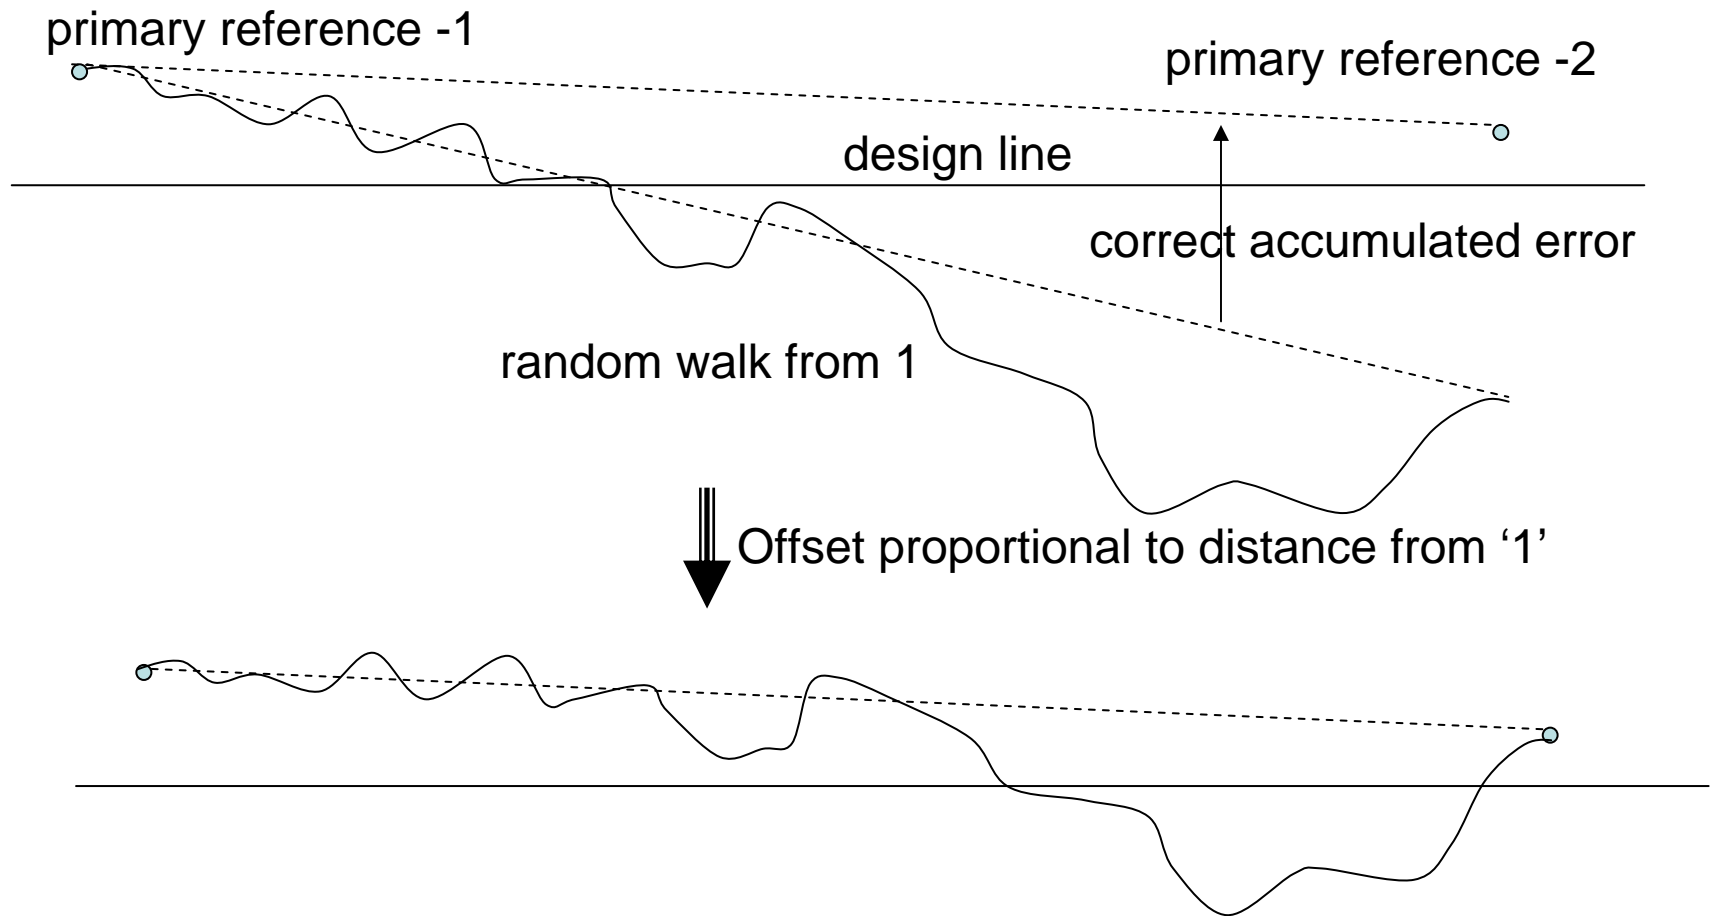 primary reference -1
primary reference -2
design line
correct accumulated error
random walk from 1
Offset proportional to distance from ‘1’